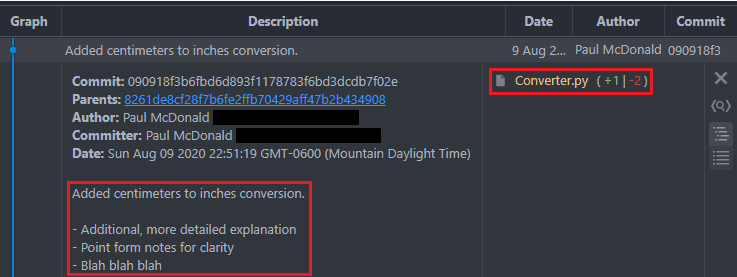 Graph Description Date Author Commit
Added centimeters to inches conversion. 9 Aug 2... Paul McDonald 090918f3
Commit: 090918f3b6fbd6d893f1178783f6bd3dcdb7f02e
Parents: 8261de8cf28f7b6fe2ffb70429aff47b2b434908
Author: Paul McDonald
Committer: Paul McDonald
Date: Sun Aug 09 2020 22:51:19 GMT-0600 (Mountain Daylight Time)
Added centimeters to inches conversion.
- Additional, more detailed explanation
- Point form notes for clarity
- Blah blah blah
Converter.py (+1|-2)